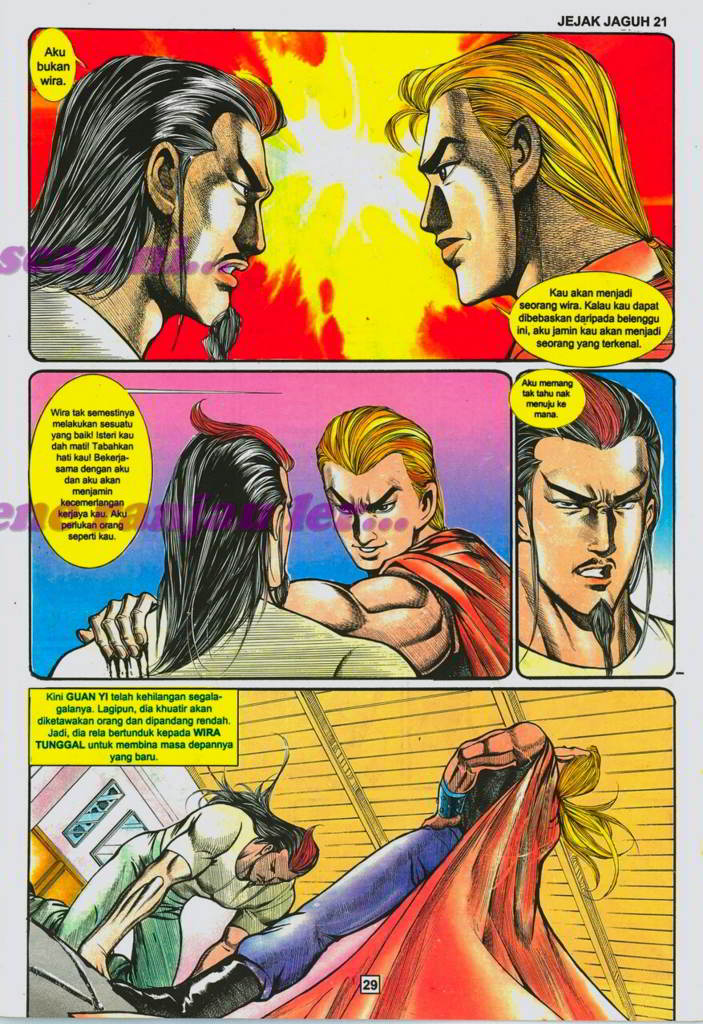 JEJAK JAGUH 21
Aku
bukan
wira.
Kau akan menjadi
seorang wira. Kalau kau dapat
dibebaskan daripada belenggu
ini, aku jamin kau akan menjadi
seorang yang terkenal.
scan ni...
Wira tak semestinya
melakukan sesuatu
yang baik! Isteri kau
dah mati! Tabahkan
hati kau! Bekerja-
sama dengan aku
dan aku akan
menjamin
kecemerlangan
kerjaya kau. Aku
perlukan orang
seperti kau.
Aku memang
tak tahu nak
menuju ke
mana.
Kini GUAN YI telah kehilangan segala-
galanya. Lagipun, dia khuatir akan
diketawakan orang dan dipandang rendah.
Jadi, dia rela bertunduk kepada WIRA
TUNGGAL untuk membina masa depannya
yang baru.
29